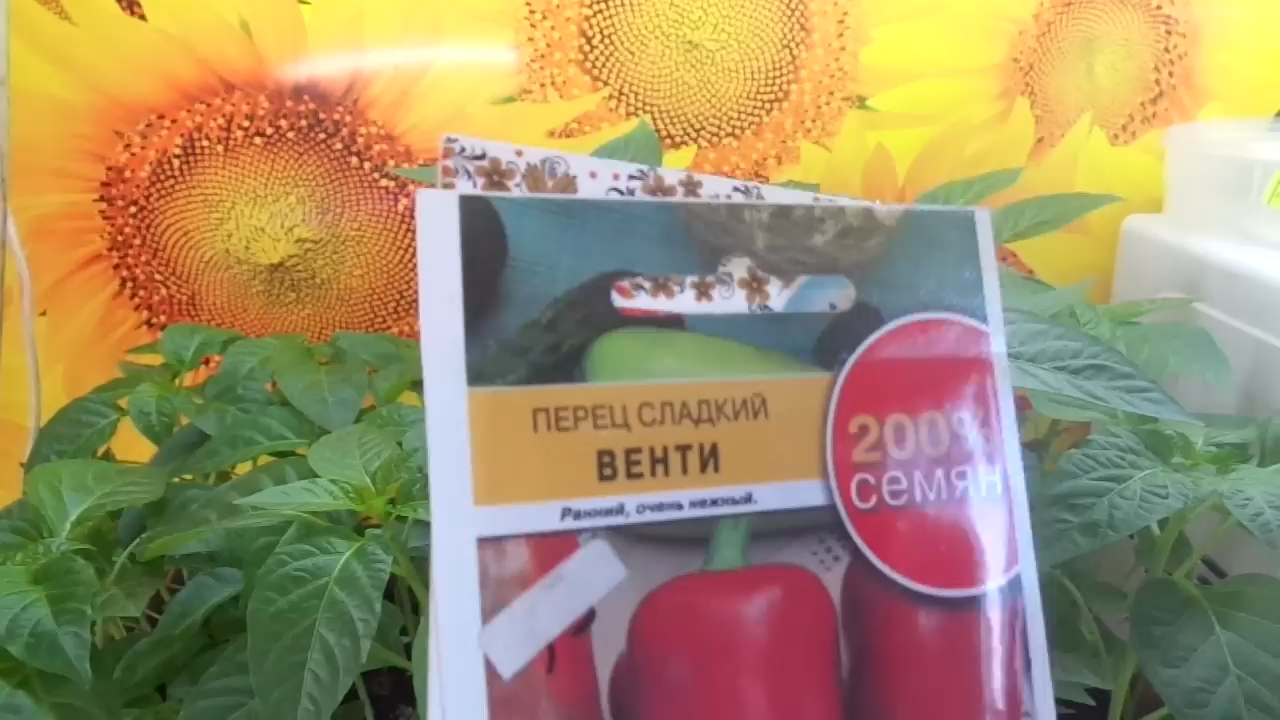 ПЕРЕЦ СЛАДКИЙ
ВЕНТИ
Ранний, очень нежный.
200%
семян